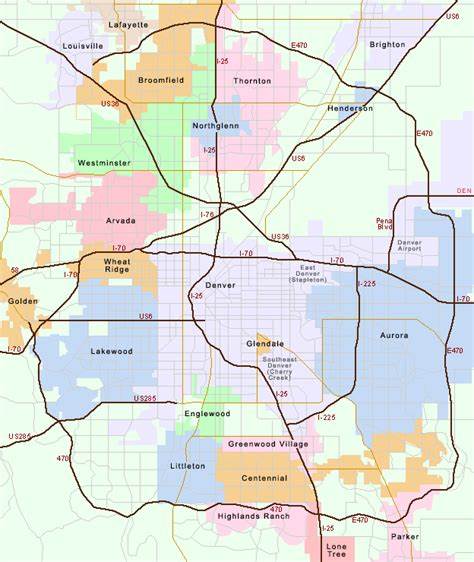 Lafayette
US6
Louisville
E470
Brighton
I-25
Broomfield
Thornton
US36
Henderson
Northglenn
E470
I-25
US6
Westminster
DEN
Arvada
I-76
Pena
Blvd
US36
Denver
Airport
I-70
I-70
I-70
Wheat
Ridge
East
Denver
(Stapleton)
58
I-70
Denver
I-225
I-25
I-70
Golden
US6
Aurora
Glendale
I-70
Lakewood
E470
Southeast
Denver
(Cherry
Creek)
I-25
US285
Englewood
I-225
US285
Greenwood Village
470
Littleton
Centennial
470
Highlands Ranch
E470
I-25
Parker
Lone
Tree